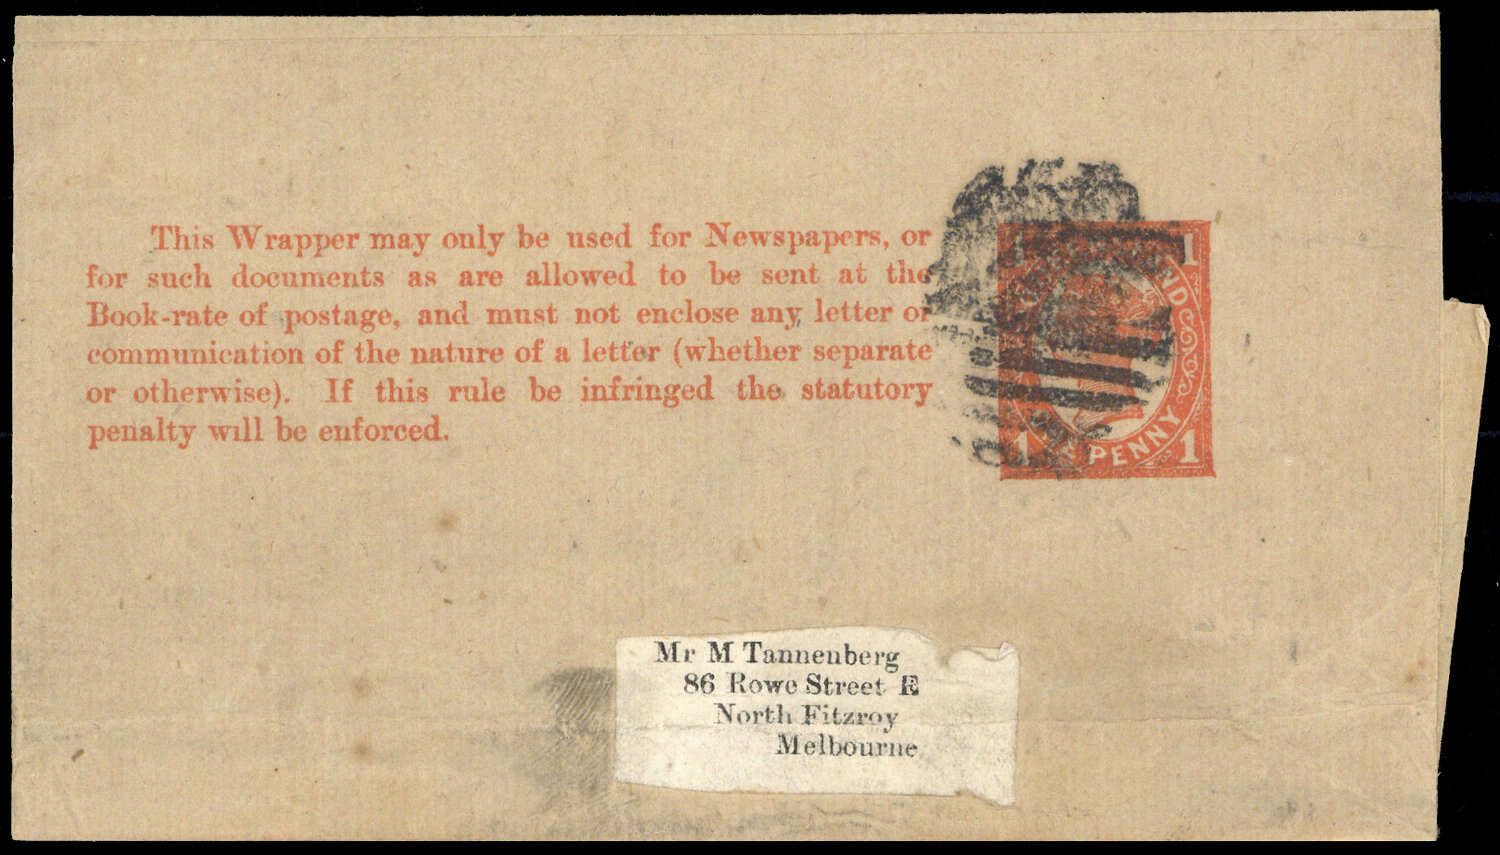 This Wrapper may only be used for Newspapers, or
for such documents as are allowed to be sent at the
Book-rate of postage, and must not enclose any letter or
communication of the nature of a letter (whether separate
or otherwise). If this rule be infringed the statutory
penalty will be enforced.
1 1
PENNY
1 1
Mr M Tannenberg
86 Rowe Street E
North Fitzroy
Melbourne